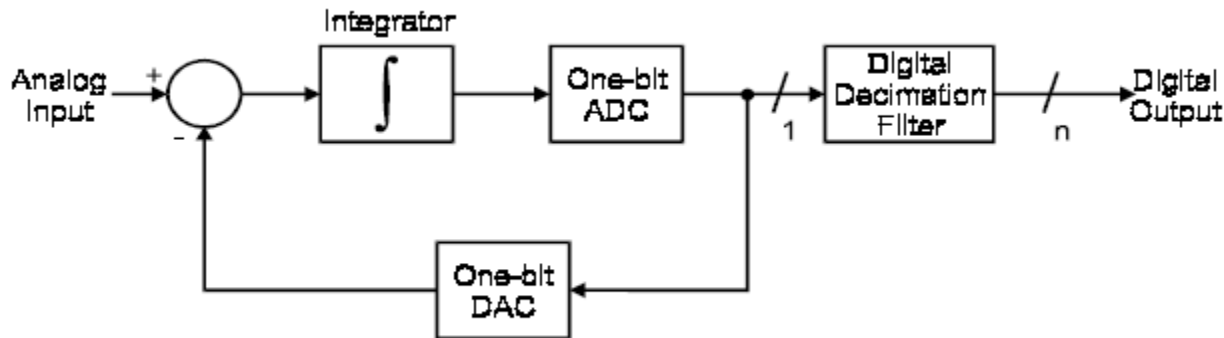 Integrator
Analog
Input
+
-
∫
One-bit
ADC
1
Digital
Decimation
Filter
n
Digital
Output
One-bit
DAC